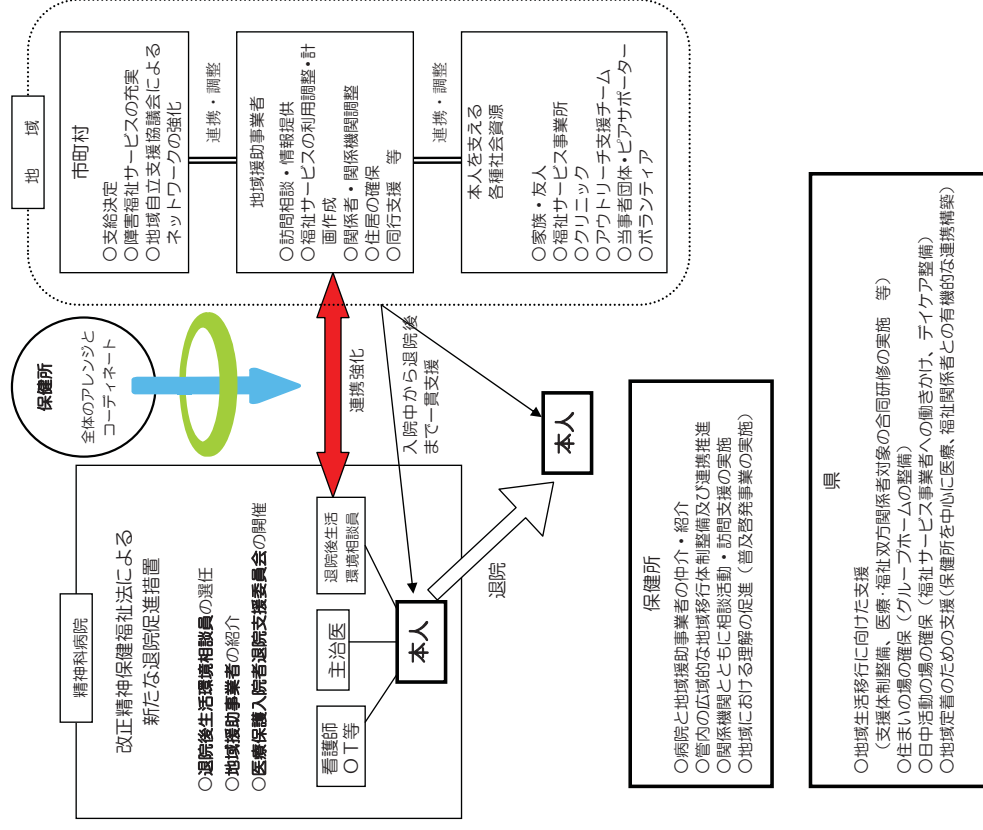 精神科病院
改正精神保健福祉法による
新たな退院促進措置
○退院後生活環境相談員の選任
○地域援助事業者の紹介
○医療保護入院者退院支援委員会の開催
看護師
OT等
主治医
退院後生活
環境相談員
本人
退院
本人
保健所
全体のアレンジと
コーディネート
連携強化
入院中から退院後
まで一貫支援
地 域
市町村
○支給決定
○障害福祉サービスの充実
○地域自立支援協議会による
ネットワークの強化
連携・調整
地域援助事業者
○訪問相談・情報提供
○福祉サービスの利用調整・計
画作成
○関係者・関係機関調整
○住居の確保
○同行支援 等
連携・調整
本人を支える
各種社会資源
○家族・友人
○福祉サービス事業所
○クリニック
○アウトリーチ支援チーム
○当事者団体・ピアサポーター
○ボランティア
保健所
○病院と地域援助事業者の仲介・紹介
○管内の広域的な地域移行体制整備及び連携推進
○関係機関とともに相談活動・訪問支援の実施
○地域における理解の促進（普及啓発事業の実施）
県
○地域生活移行に向けた支援
（支援体制整備、医療・福祉双方関係者対象の合同研修の実施 等）
○住まいの場の確保（グループホームの整備）
○日中活動の場の確保（福祉サービス事業者への働きかけ、デイケア整備）
○地域定着のための支援（保健所を中心に医療、福祉関係者との有機的な連携構築）